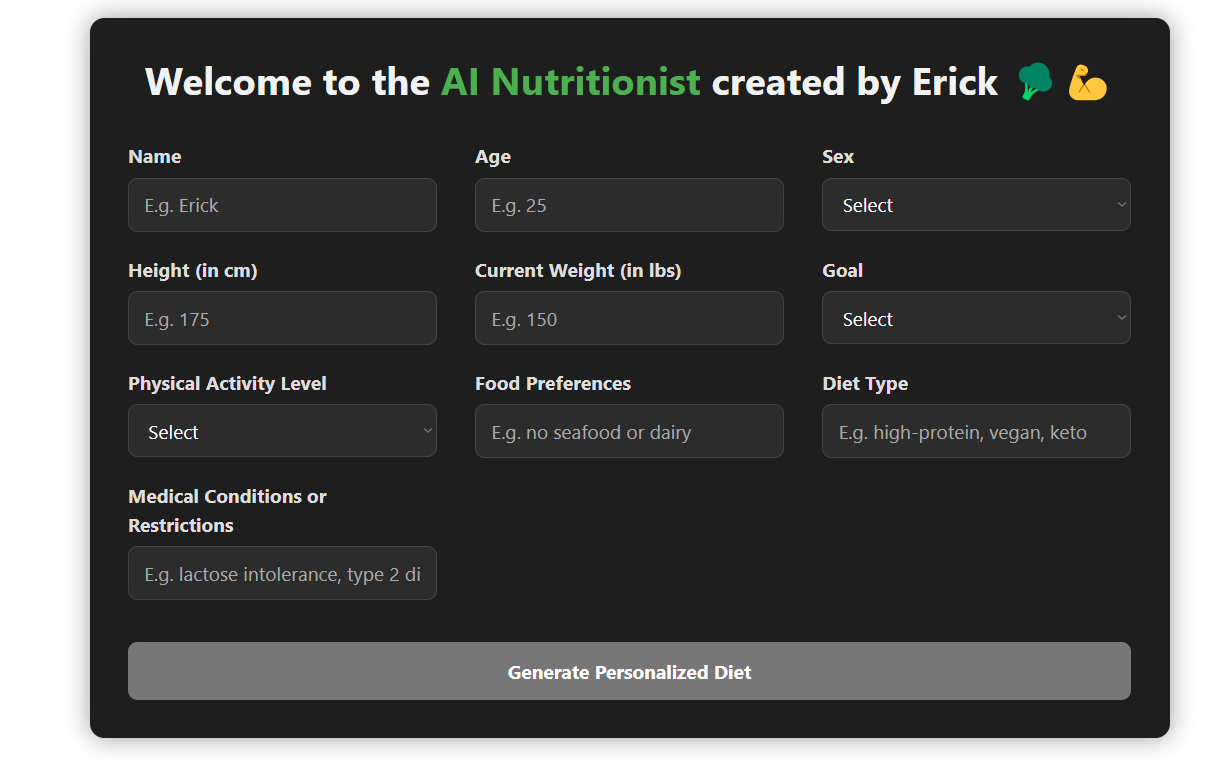 Welcome to the AI Nutritionist created by Erick 🥦 💪
Name
Age
Sex
E.g. Erick
E.g. 25
Select
Height (in cm)
Current Weight (in lbs)
Goal
E.g. 175
E.g. 150
Select
Physical Activity Level
Food Preferences
Diet Type
Select
E.g. no seafood or dairy
E.g. high-protein, vegan, keto
Medical Conditions or
Restrictions
E.g. lactose intolerance, type 2 di
Generate Personalized Diet